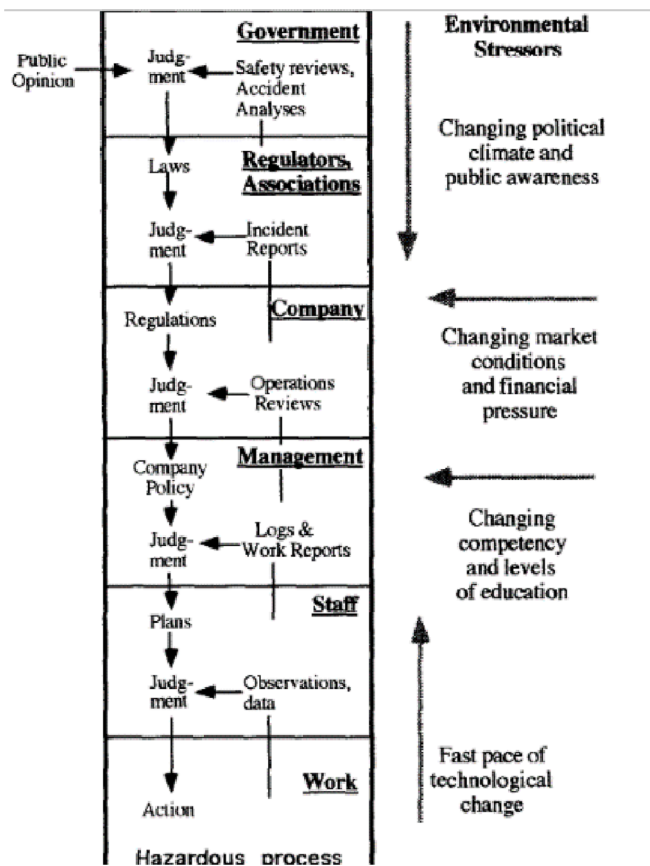 Government
Public
Opinion
Judg-
ment
Safety reviews,
Accident
Analyses
Laws
Regulators,
Associations
Judg-
ment
Incident
Reports
Company
Regulations
Judg-
ment
Operations
Reviews
Management
Company
Policy
Judg-
ment
Logs &
Work Reports
Staff
Plans
Judg-
ment
Observations,
data
Work
Action
Hazardous process
Environmental
Stressors
Changing political
climate and
public awareness
Changing market
conditions
and financial
pressure
Changing
competency
and levels
of education
Fast pace of
technological
change